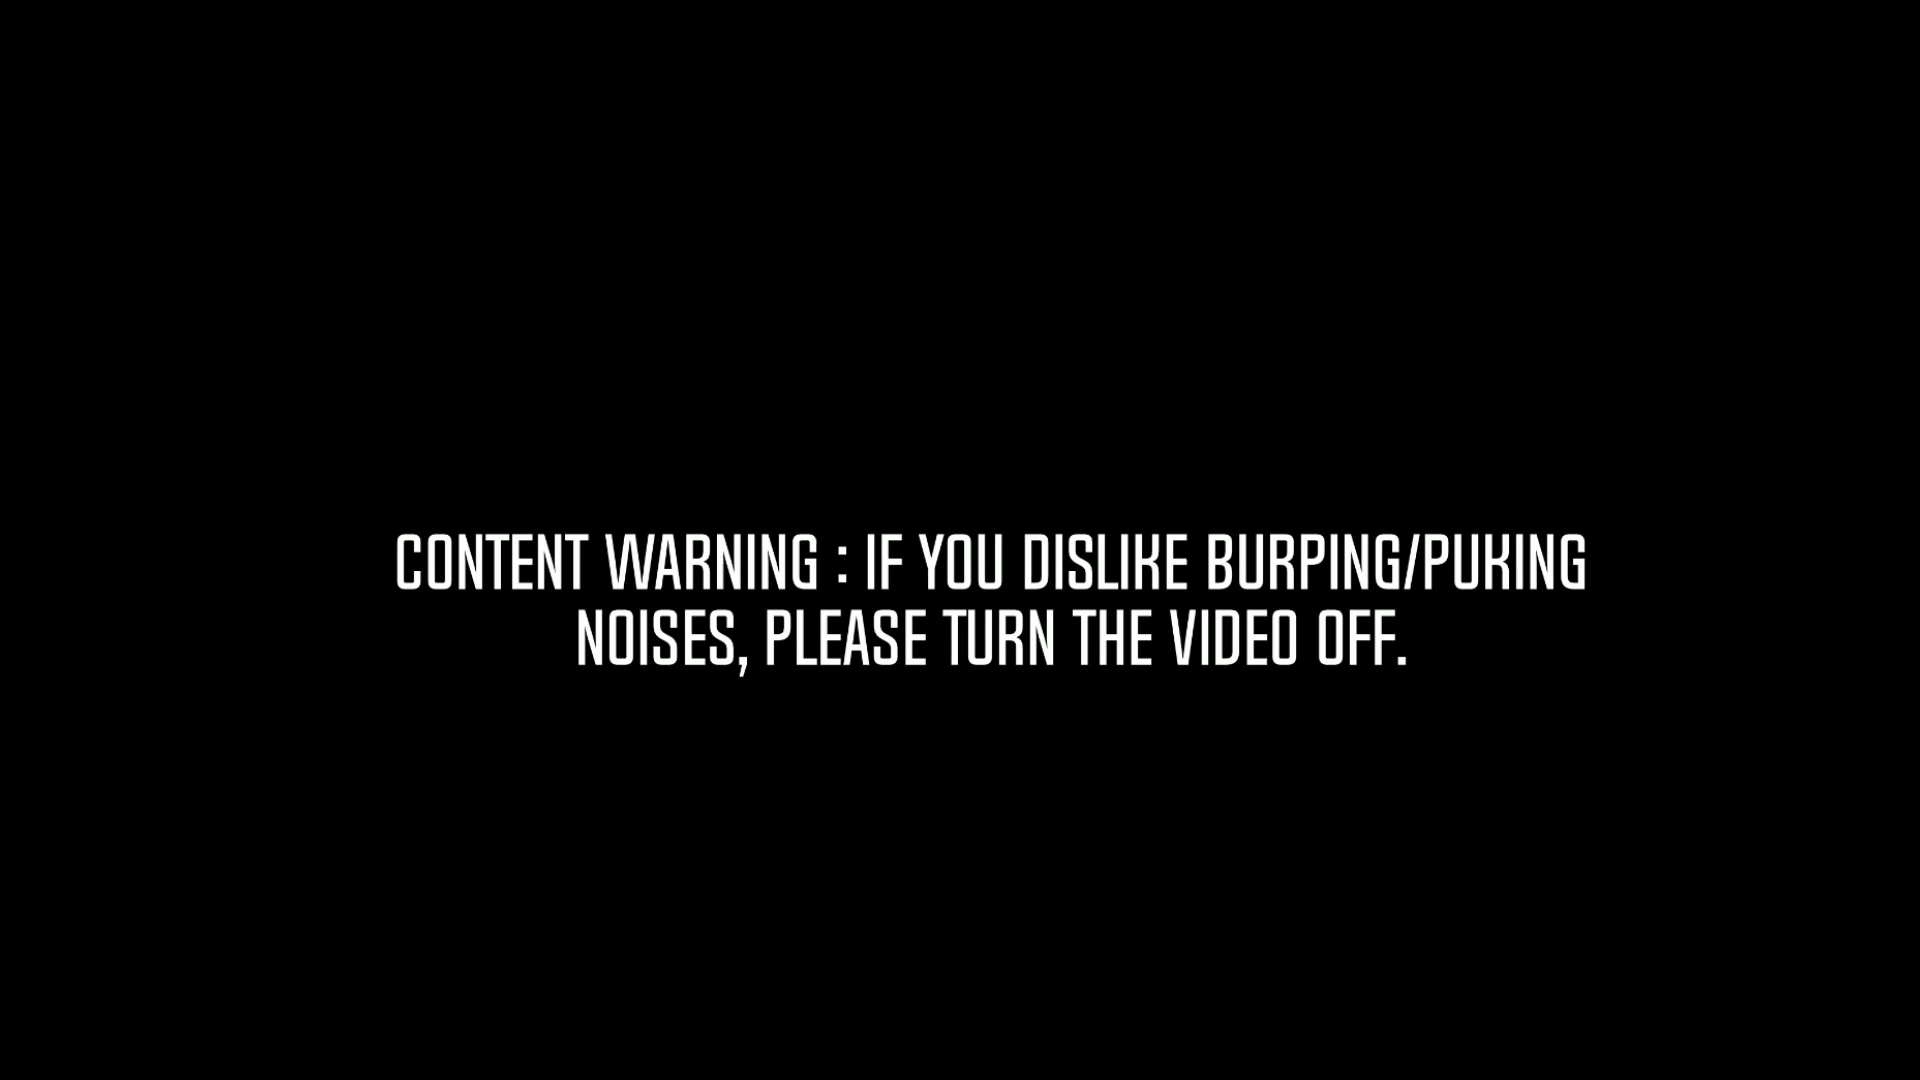 CONTENT WARNING : IF YOU DISLIKE BURPING/PUKING
NOISES, PLEASE TURN THE VIDEO OFF.